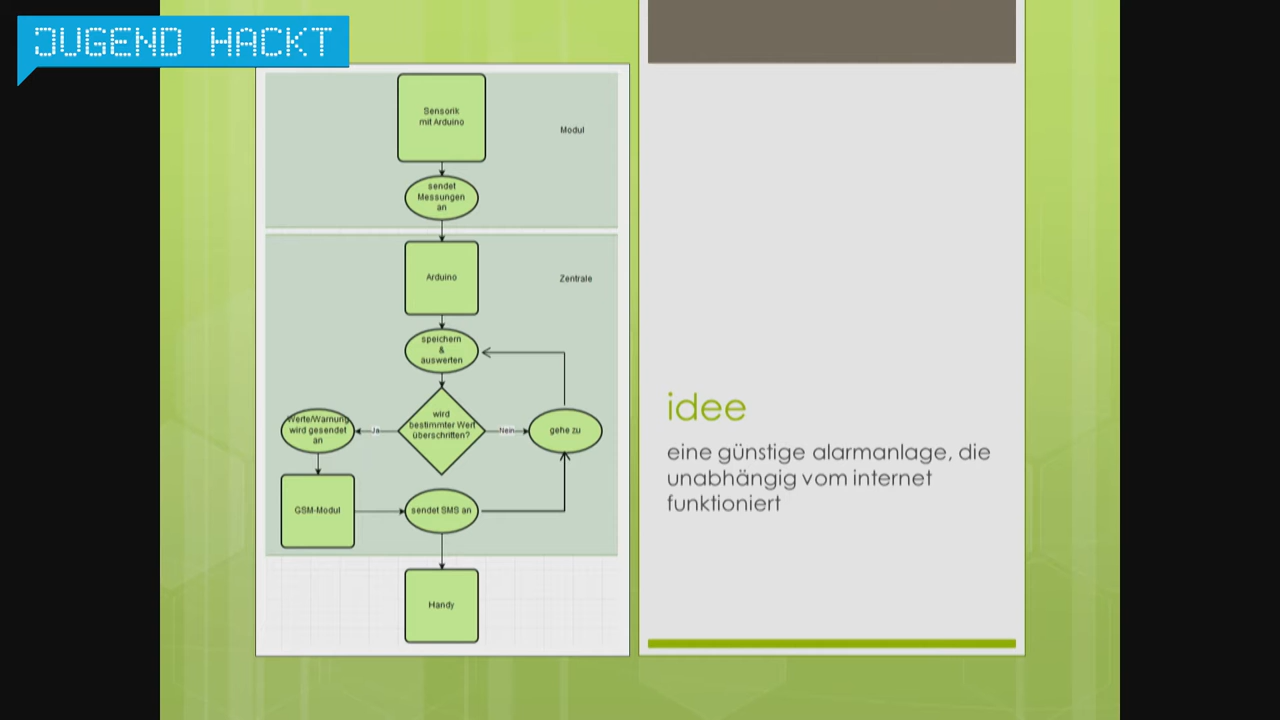 JUGEND HACKT
Sensorik
mit Arduino
Modul
sendet
Messungen
an
Arduino
Zentrale
speichern
&
auswerten
wird
bestimmter Wert
überschritten?
Ja
Nein
Werte/Warnung
wird gesendet
an
gehe zu
GSM-Modul
sendet SMS an
Handy
idee
eine günstige alarmanlage, die
unabhängig vom internet
funktioniert